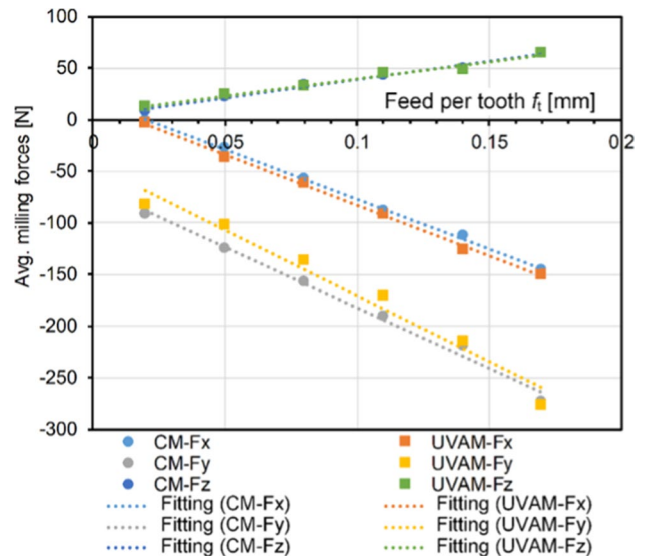 100
50
Feed per tooth ft [mm]
0
0 0.05 0.1 0.15 0.2
-50
-100
-150
-200
-250
-300
Avg. milling forces [N]
CM-Fx UVAM-Fx
CM-Fy UVAM-Fy
CM-Fz UVAM-Fz
Fitting (CM-Fx) Fitting (UVAM-Fx)
Fitting (CM-Fy) Fitting (UVAM-Fy)
Fitting (CM-Fz) Fitting (UVAM-Fz)